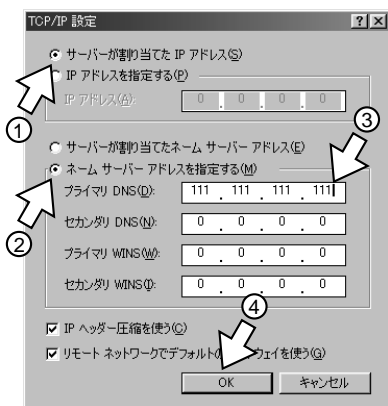 TCP/IP 設定
サーバーが割り当てた IP アドレス(S)
IP アドレスを指定する(P)
IP アドレス(A): 0 . 0 . 0 . 0
①
サーバーが割り当てたネーム サーバー アドレス(E)
③
ネーム サーバー アドレスを指定する(M)
プライマリ DNS(D): 111 . 111 . 111 . 111
②
セカンダリ DNS(N): 0 . 0 . 0 . 0
プライマリ WINS(W): 0 . 0 . 0 . 0
セカンダリ WINS(I): 0 . 0 . 0 . 0
④
IP ヘッダー圧縮を使う(C)
リモート ネットワークでデフォルトの ウェイを使う(G)
OK キャンセル